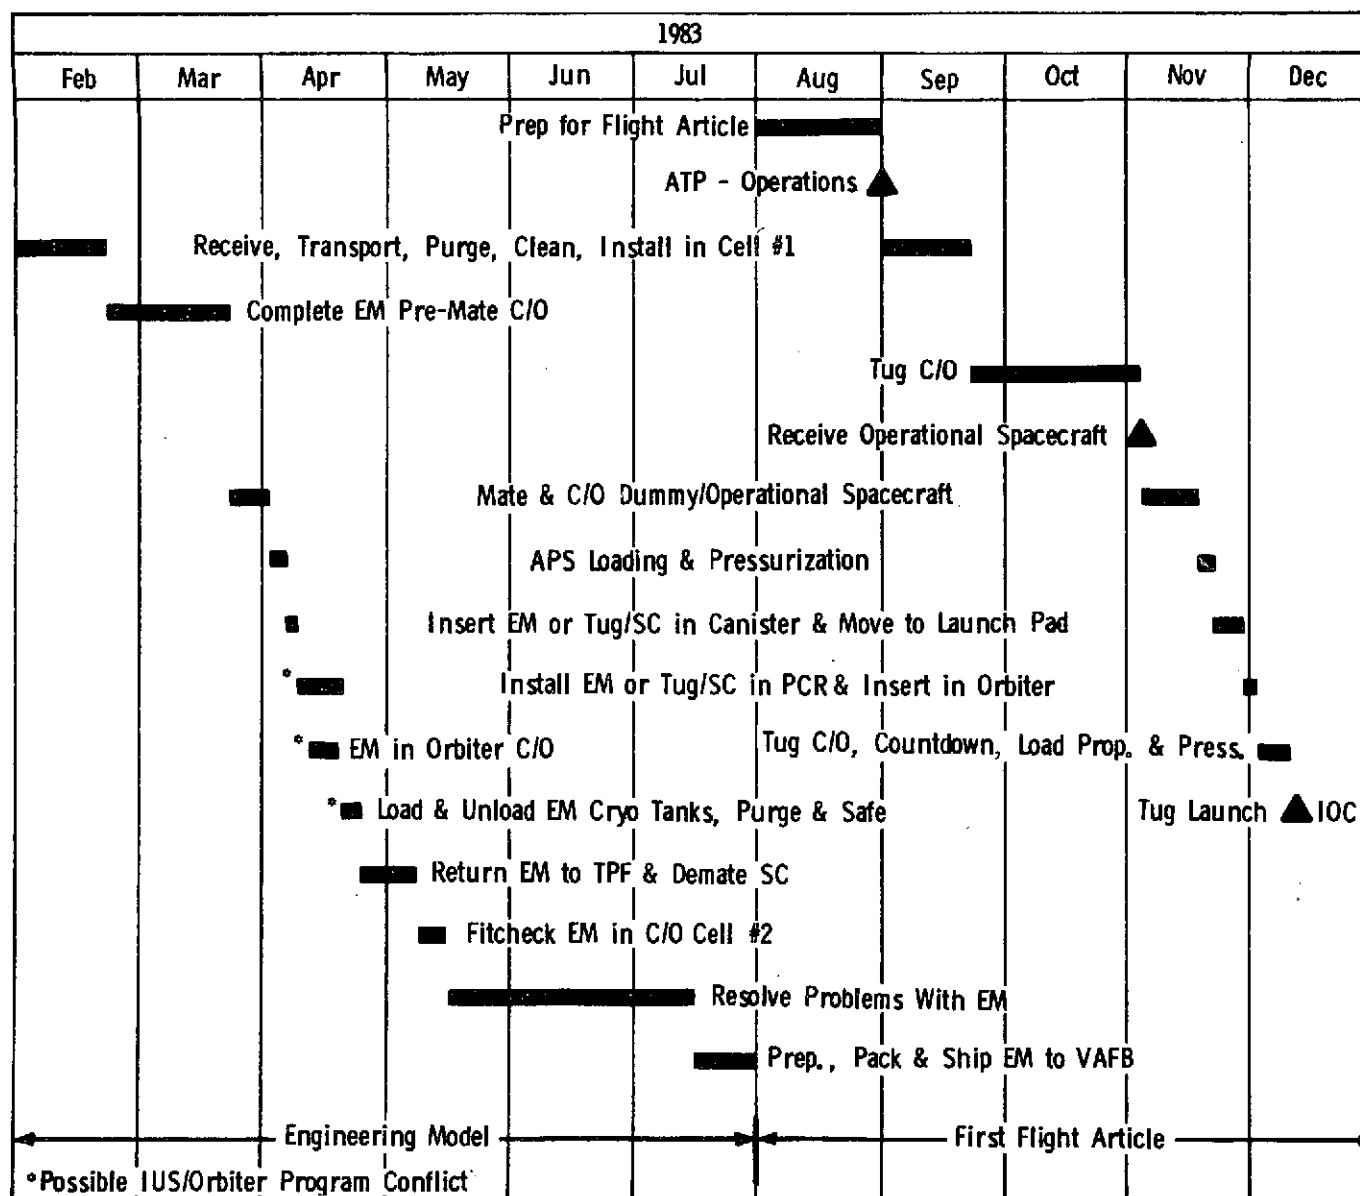 1983
Feb Mar Apr May Jun Jul Aug Sep Oct Nov Dec
Prep for Flight Article
ATP - Operations
Receive, Transport, Purge, Clean, Install in Cell #1
Complete EM Pre-Mate C/O
Tug C/O
Receive Operational Spacecraft
Mate & C/O Dummy/Operational Spacecraft
APS Loading & Pressurization
Insert EM or Tug/SC in Canister & Move to Launch Pad
* Install EM or Tug/SC in PCR & Insert in Orbiter
* EM in Orbiter C/O Tug C/O, Countdown, Load Prop. & Press.
* Load & Unload EM Cryo Tanks, Purge & Safe Tug Launch IOC
Return EM to TPF & Demate SC
Fitcheck EM in C/O Cell #2
Resolve Problems With EM
Prep., Pack & Ship EM to VAFB
Engineering Model First Flight Article
*Possible IUS/Orbiter Program Conflict